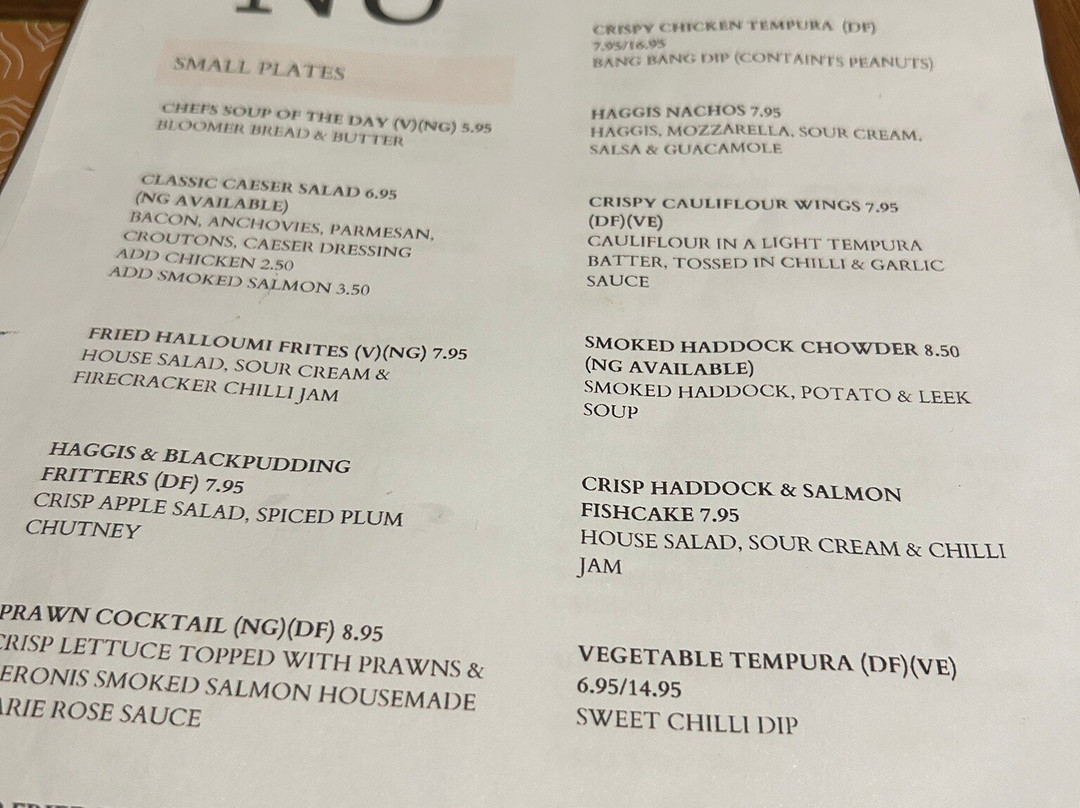 SMALL PLATES
CHEFS SOUP OF THE DAY (V)(NG) 5.95
BLOOMER BREAD & BUTTER
CLASSIC CAESER SALAD 6.95
(NG AVAILABLE)
BACON, ANCHOVIES, PARMESAN,
CROUTONS, CAESER DRESSING
ADD CHICKEN 2.50
ADD SMOKED SALMON 3.50
FRIED HALLOUMI FRITES (V)(NG) 7.95
HOUSE SALAD, SOUR CREAM &
FIRECRACKER CHILLI JAM
HAGGIS & BLACKPUDDING
FRITTERS (DF) 7.95
CRISP APPLE SALAD, SPICED PLUM
CHUTNEY
PRAWN COCKTAIL (NG)(DF) 8.95
CRISP LETTUCE TOPPED WITH PRAWNS &
SMOKED SALMON HOUSEMADE
ROSE SAUCE
CRISPY CHICKEN TEMPURA (DF)
7.95/16.95
BANG BANG DIP (CONTAINTS PEANUTS)
HAGGIS NACHOS 7.95
HAGGIS, MOZZARELLA, SOUR CREAM,
SALSA & GUACAMOLE
CRISPY CAULIFLOUR WINGS 7.95
(DF)(VE)
CAULIFLOUR IN A LIGHT TEMPURA
BATTER, TOSSED IN CHILLI & GARLIC
SAUCE
SMOKED HADDOCK CHOWDER 8.50
(NG AVAILABLE)
SMOKED HADDOCK, POTATO & LEEK
SOUP
CRISP HADDOCK & SALMON
FISHCAKE 7.95
HOUSE SALAD, SOUR CREAM & CHILLI
JAM
VEGETABLE TEMPURA (DF)(VE)
6.95/14.95
SWEET CHILLI DIP